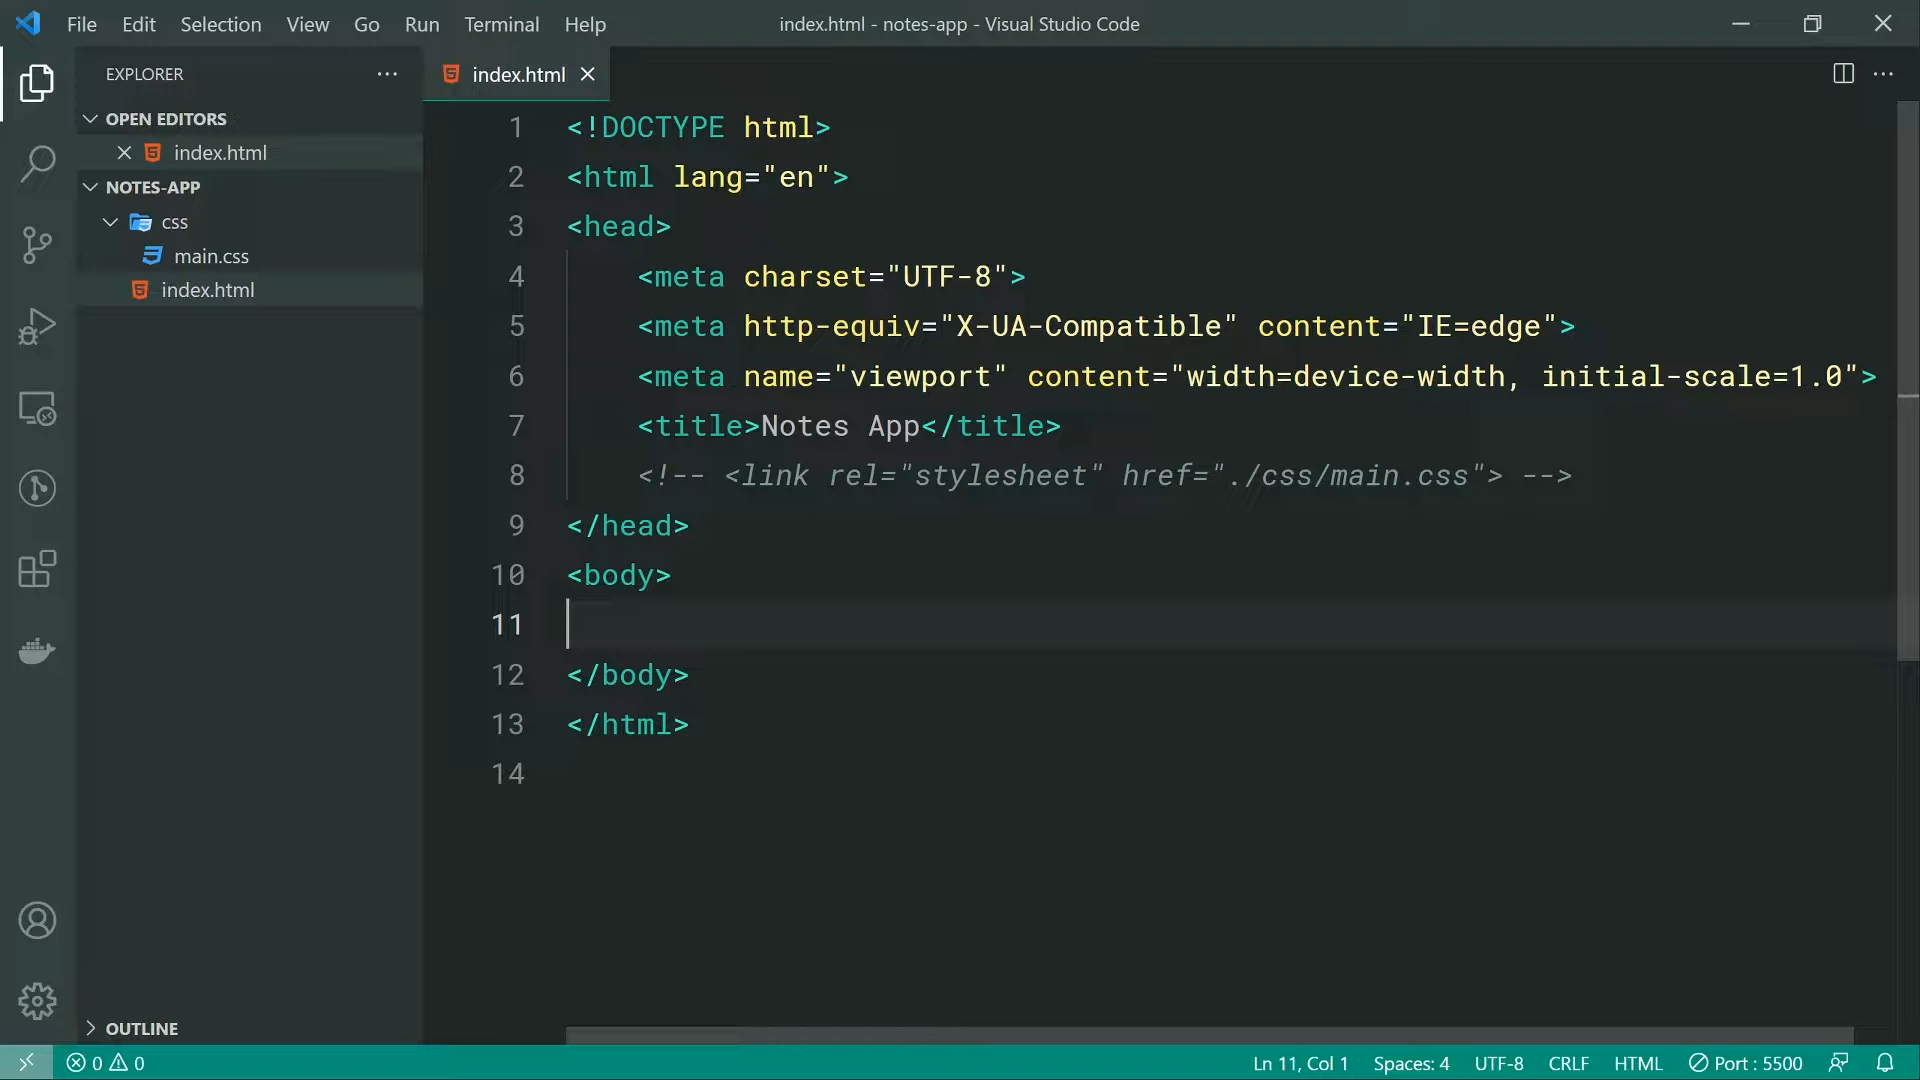 File Edit Selection View Go Run Terminal Help
index.html - notes-app - Visual Studio Code
EXPLORER
OPEN EDITORS
index.html
NOTES-APP
css
main.css
index.html
OUTLINE
index.html
1 <!DOCTYPE html>
2 <html lang="en">
3 <head>
4 <meta charset="UTF-8">
5 <meta http-equiv="X-UA-Compatible" content="IE=edge">
6 <meta name="viewport" content="width=device-width, initial-scale=1.0">
7 <title>Notes App</title>
8 <!-- <link rel="stylesheet" href="./css/main.css"> -->
9 </head>
10 <body>
11
12 </body>
13 </html>
14
0 0
Ln 11, Col 1 Spaces: 4 UTF-8 CRLF HTML Port : 5500